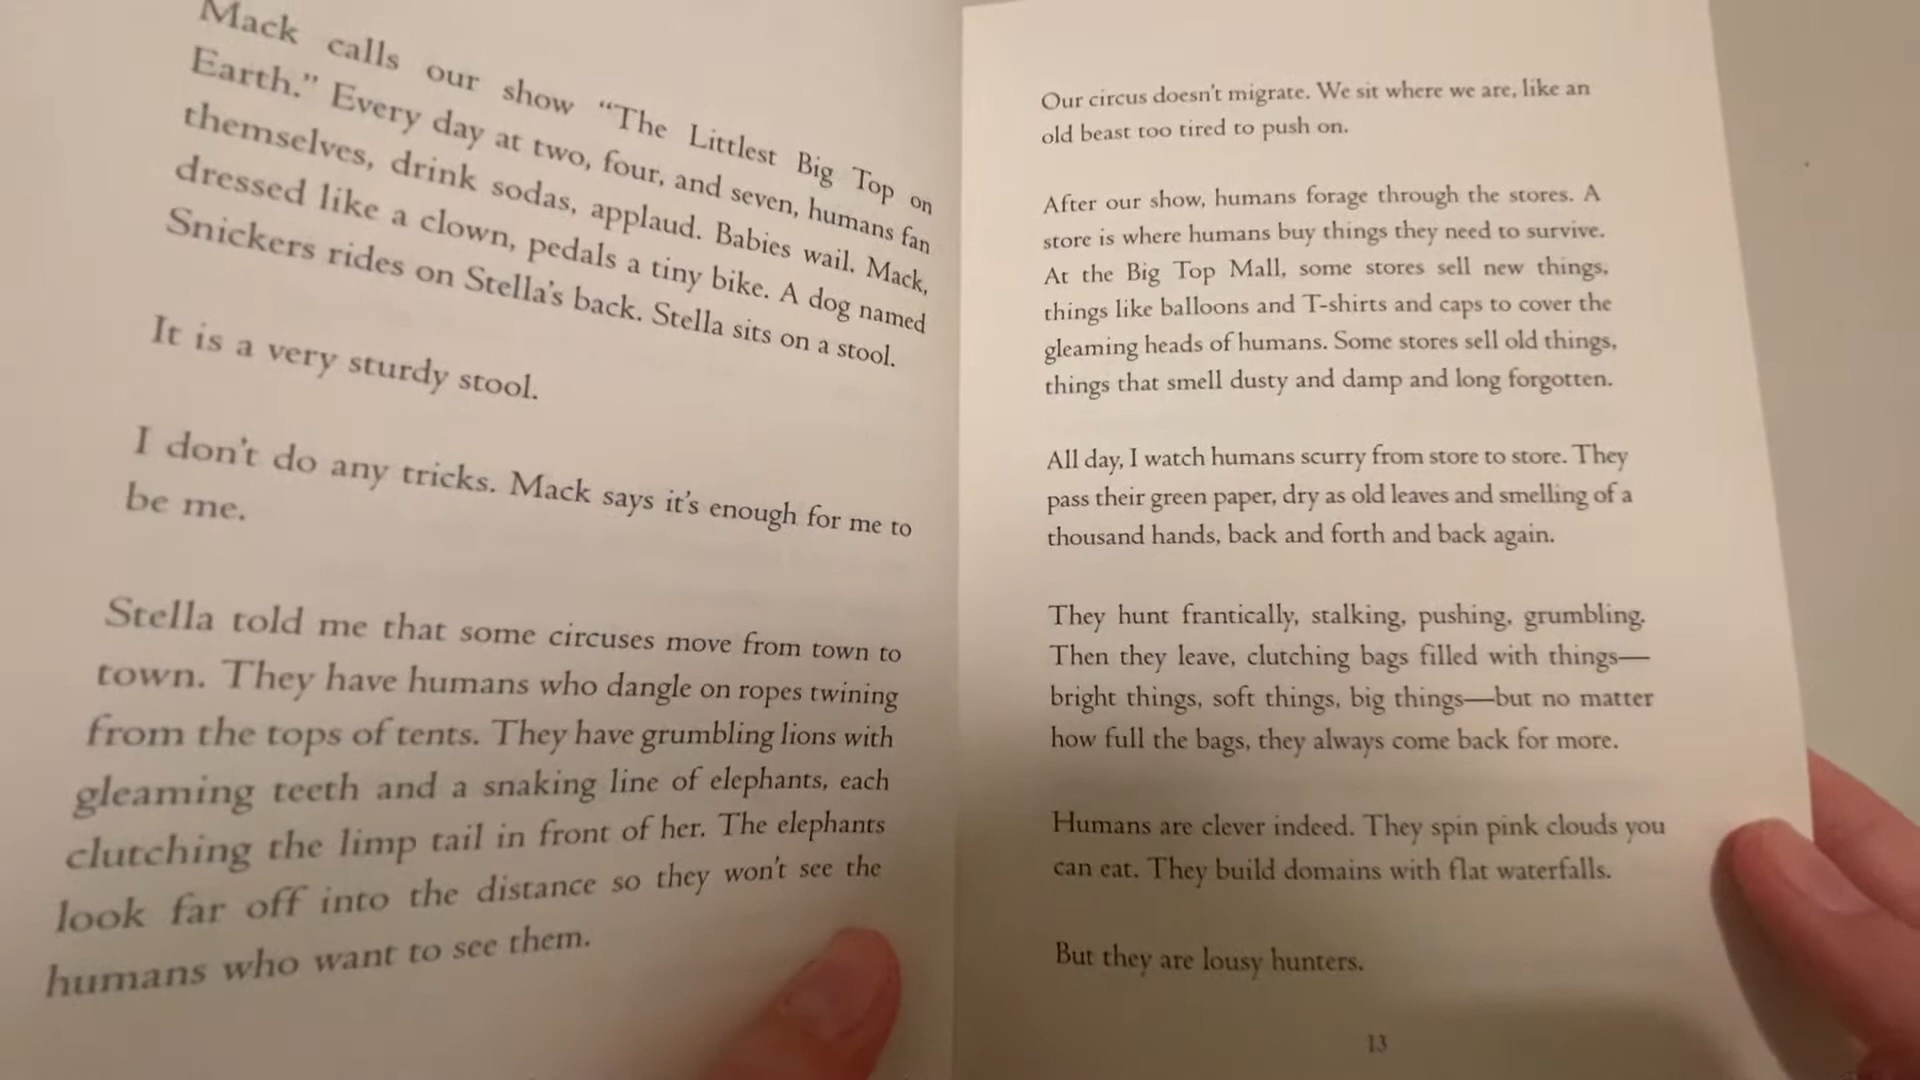 Mack calls our show “The Littlest Big Top on
Earth.” Every day at two, four, and seven, humans fan
themselves, drink sodas, applaud. Babies wail. Mack,
dressed like a clown, pedals a tiny bike. A dog named
Snickers rides on Stella’s back. Stella sits on a stool.
It is a very sturdy stool.
I don’t do any tricks. Mack says it’s enough for me to
be me.
Stella told me that some circuses move from town to
town. They have humans who dangle on ropes twining
from the tops of tents. They have grumbling lions with
gleaming teeth and a snaking line of elephants, each
clutching the limp tail in front of her. The elephants
look far off into the distance so they won’t see the
humans who want to see them.
Our circus doesn’t migrate. We sit where we are, like an
old beast too tired to push on.
After our show, humans forage through the stores. A
store is where humans buy things they need to survive.
At the Big Top Mall, some stores sell new things,
things like balloons and T-shirts and caps to cover the
gleaming heads of humans. Some stores sell old things,
things that smell dusty and damp and long forgotten.
All day, I watch humans scurry from store to store. They
pass their green paper, dry as old leaves and smelling of a
thousand hands, back and forth and back again.
They hunt frantically, stalking, pushing, grumbling.
Then they leave, clutching bags filled with things—
bright things, soft things, big things—but no matter
how full the bags, they always come back for more.
Humans are clever indeed. They spin pink clouds you
can eat. They build domains with flat waterfalls.
But they are lousy hunters.
13